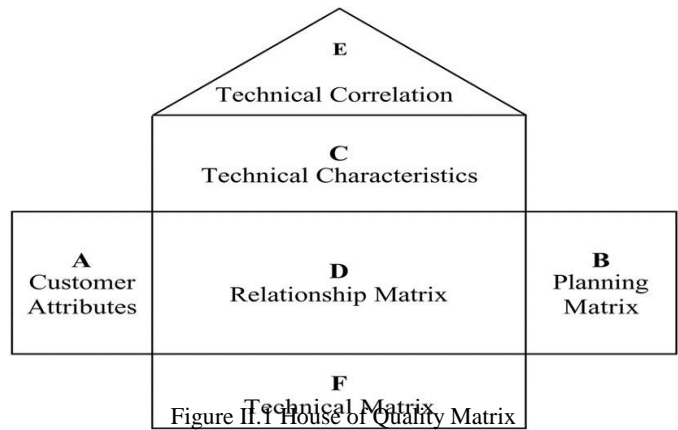 E
Technical Correlation
C
Technical Characteristics
A
Customer
Attributes
D
Relationship Matrix
B
Planning
Matrix
F
Technical Matrix
Figure II.1 House of Quality Matrix